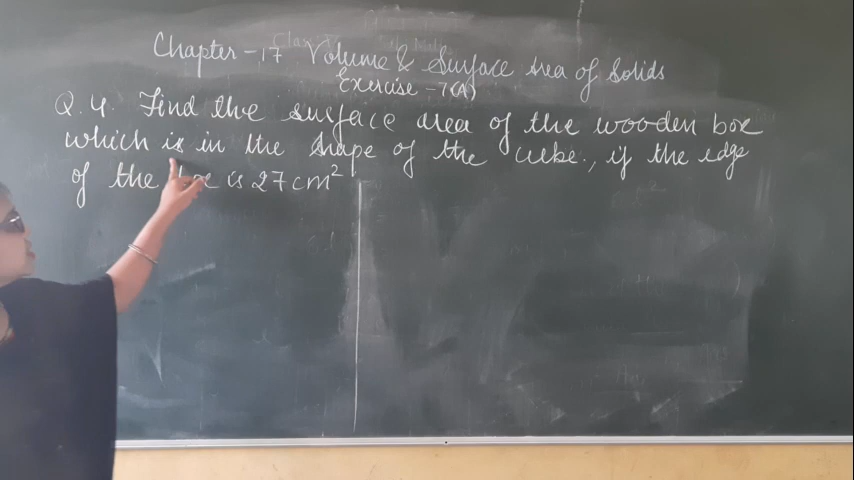 Chapter - 17 Volume & Surface Area of Solids
Exercise - 7(A)
Q.4. Find the surface area of the wooden box
which is in the shape of the cube, if the edge
of the is 27 cm²